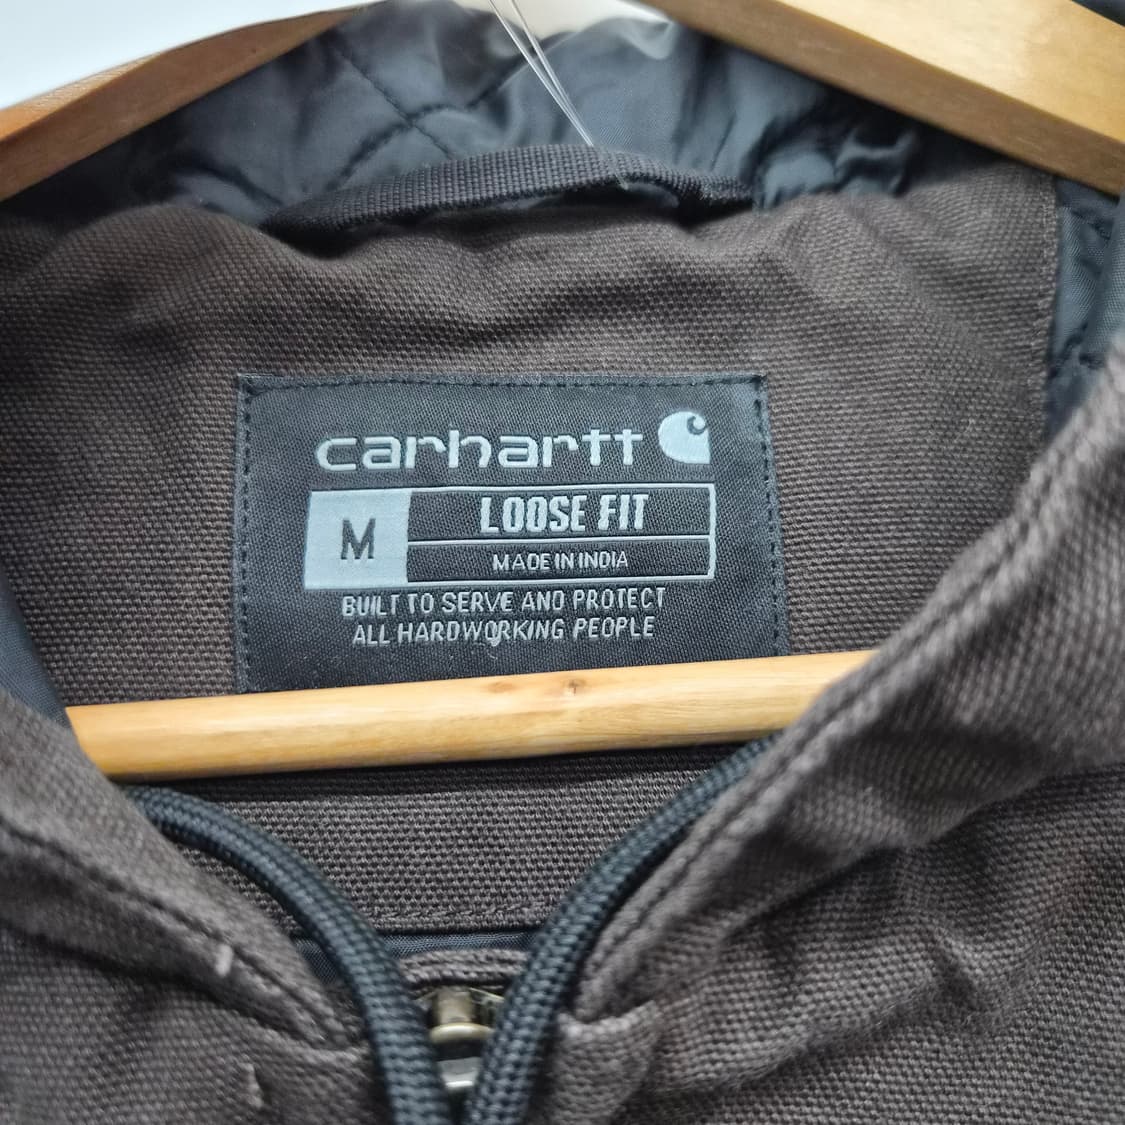 carhartt
M
LOOSE FIT
MADE IN INDIA
BUILT TO SERVE AND PROTECT
ALL HARDWORKING PEOPLE